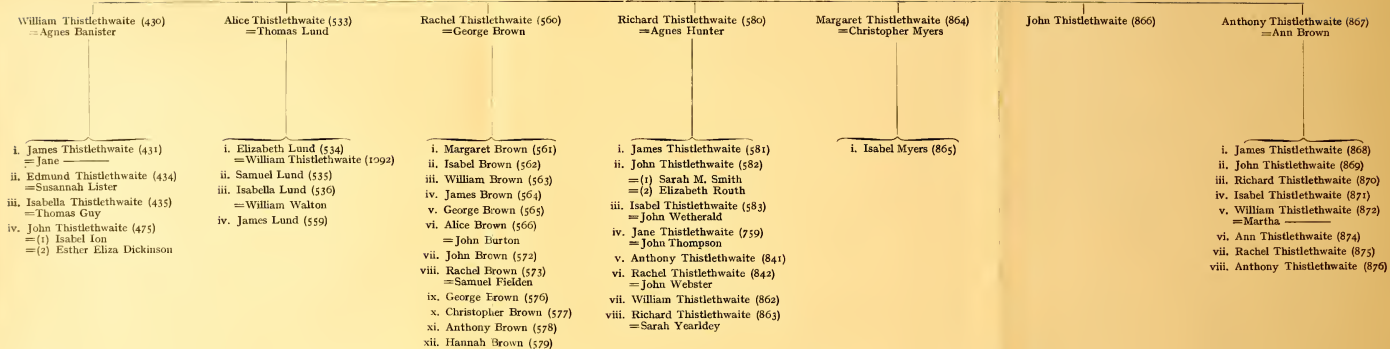 William Thistlethwaite (430)
=Agnes Banister
Alice Thistlethwaite (533)
=Thomas Lund
Rachel Thistlethwaite (560)
=George Brown
Richard Thistlethwaite (580)
=Agnes Hunter
Margaret Thistlethwaite (864)
=Christopher Myers
John Thistlethwaite (866)
Anthony Thistlethwaite (867)
=Ann Brown
i. James Thistlethwaite (431)
=Jane ———
ii. Edmund Thistlethwaite (434)
=Susannah Lister
iii. Isabella Thistlethwaite (435)
=Thomas Guy
iv. John Thistlethwaite (475)
=(1) Isabel Ion
=(2) Esther Eliza Dickinson
i. Elizabeth Lund (534)
=William Thistlethwaite (1092)
ii. Samuel Lund (535)
iii. Isabella Lund (536)
=William Walton
iv. James Lund (559)
i. Margaret Brown (561)
ii. Isabel Brown (562)
iii. William Brown (563)
iv. James Brown (564)
v. George Brown (565)
vi. Alice Brown (566)
=John Burton
vii. John Brown (572)
viii. Rachel Brown (573)
=Samuel Fielden
ix. George Brown (576)
x. Christopher Brown (577)
xi. Anthony Brown (578)
xii. Hannah Brown (579)
i. James Thistlethwaite (581)
ii. John Thistlethwaite (582)
=(1) Sarah M. Smith
=(2) Elizabeth Routh
iii. Isabel Thistlethwaite (583)
=John Wetherald
iv. Jane Thistlethwaite (759)
=John Thompson
v. Anthony Thistlethwaite (841)
vi. Rachel Thistlethwaite (842)
=John Webster
vii. William Thistlethwaite (862)
viii. Richard Thistlethwaite (863)
=Sarah Yearldey
i. Isabel Myers (865)
i. James Thistlethwaite (868)
ii. John Thistlethwaite (869)
iii. Richard Thistlethwaite (870)
iv. Isabel Thistlethwaite (871)
v. William Thistlethwaite (872)
=Martha ———
vi. Ann Thistlethwaite (874)
vii. Rachel Thistlethwaite (875)
viii. Anthony Thistlethwaite (876)